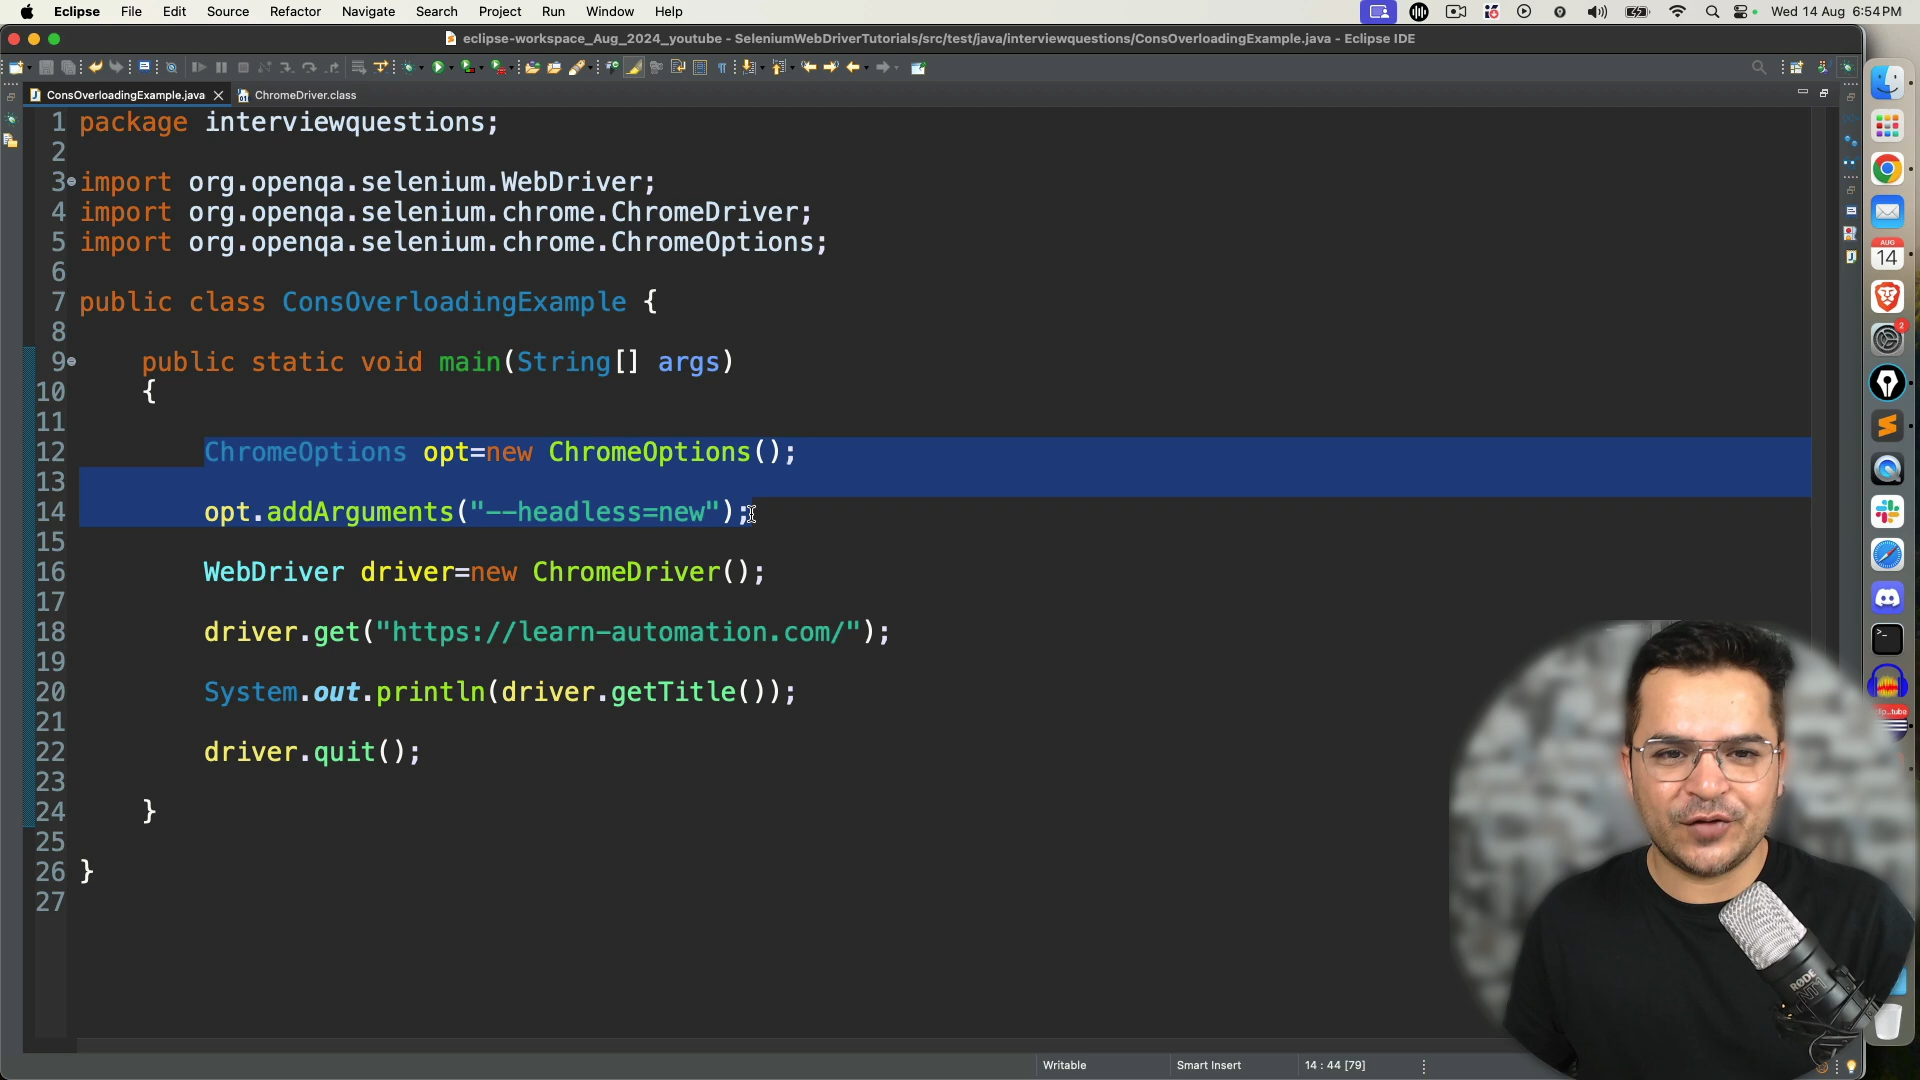 Eclipse File Edit Source Refactor Navigate Search Project Run Window Help Wed 14 Aug 6:54 PM
eclipse-workspace_Aug_2024_youtube - SeleniumWebDriverTutorials/src/test/java/interviewquestions/ConsOverloadingExample.java - Eclipse IDE
ConsOverloadingExample.java ChromeDriver.class
1 package interviewquestions;
2
3 import org.openqa.selenium.WebDriver;
4 import org.openqa.selenium.chrome.ChromeDriver;
5 import org.openqa.selenium.chrome.ChromeOptions;
6
7 public class ConsOverloadingExample {
8
9 public static void main(String[] args)
10 {
11
12 ChromeOptions opt=new ChromeOptions();
13
14 opt.addArguments("--headless=new");
15
16 WebDriver driver=new ChromeDriver();
17
18 driver.get("https://learn-automation.com/");
19
20 System.out.println(driver.getTitle());
21
22 driver.quit();
23
24 }
25
26 }
27
AUG
14
2
RØDE
NT1
Writable Smart Insert 14 : 44 [79]